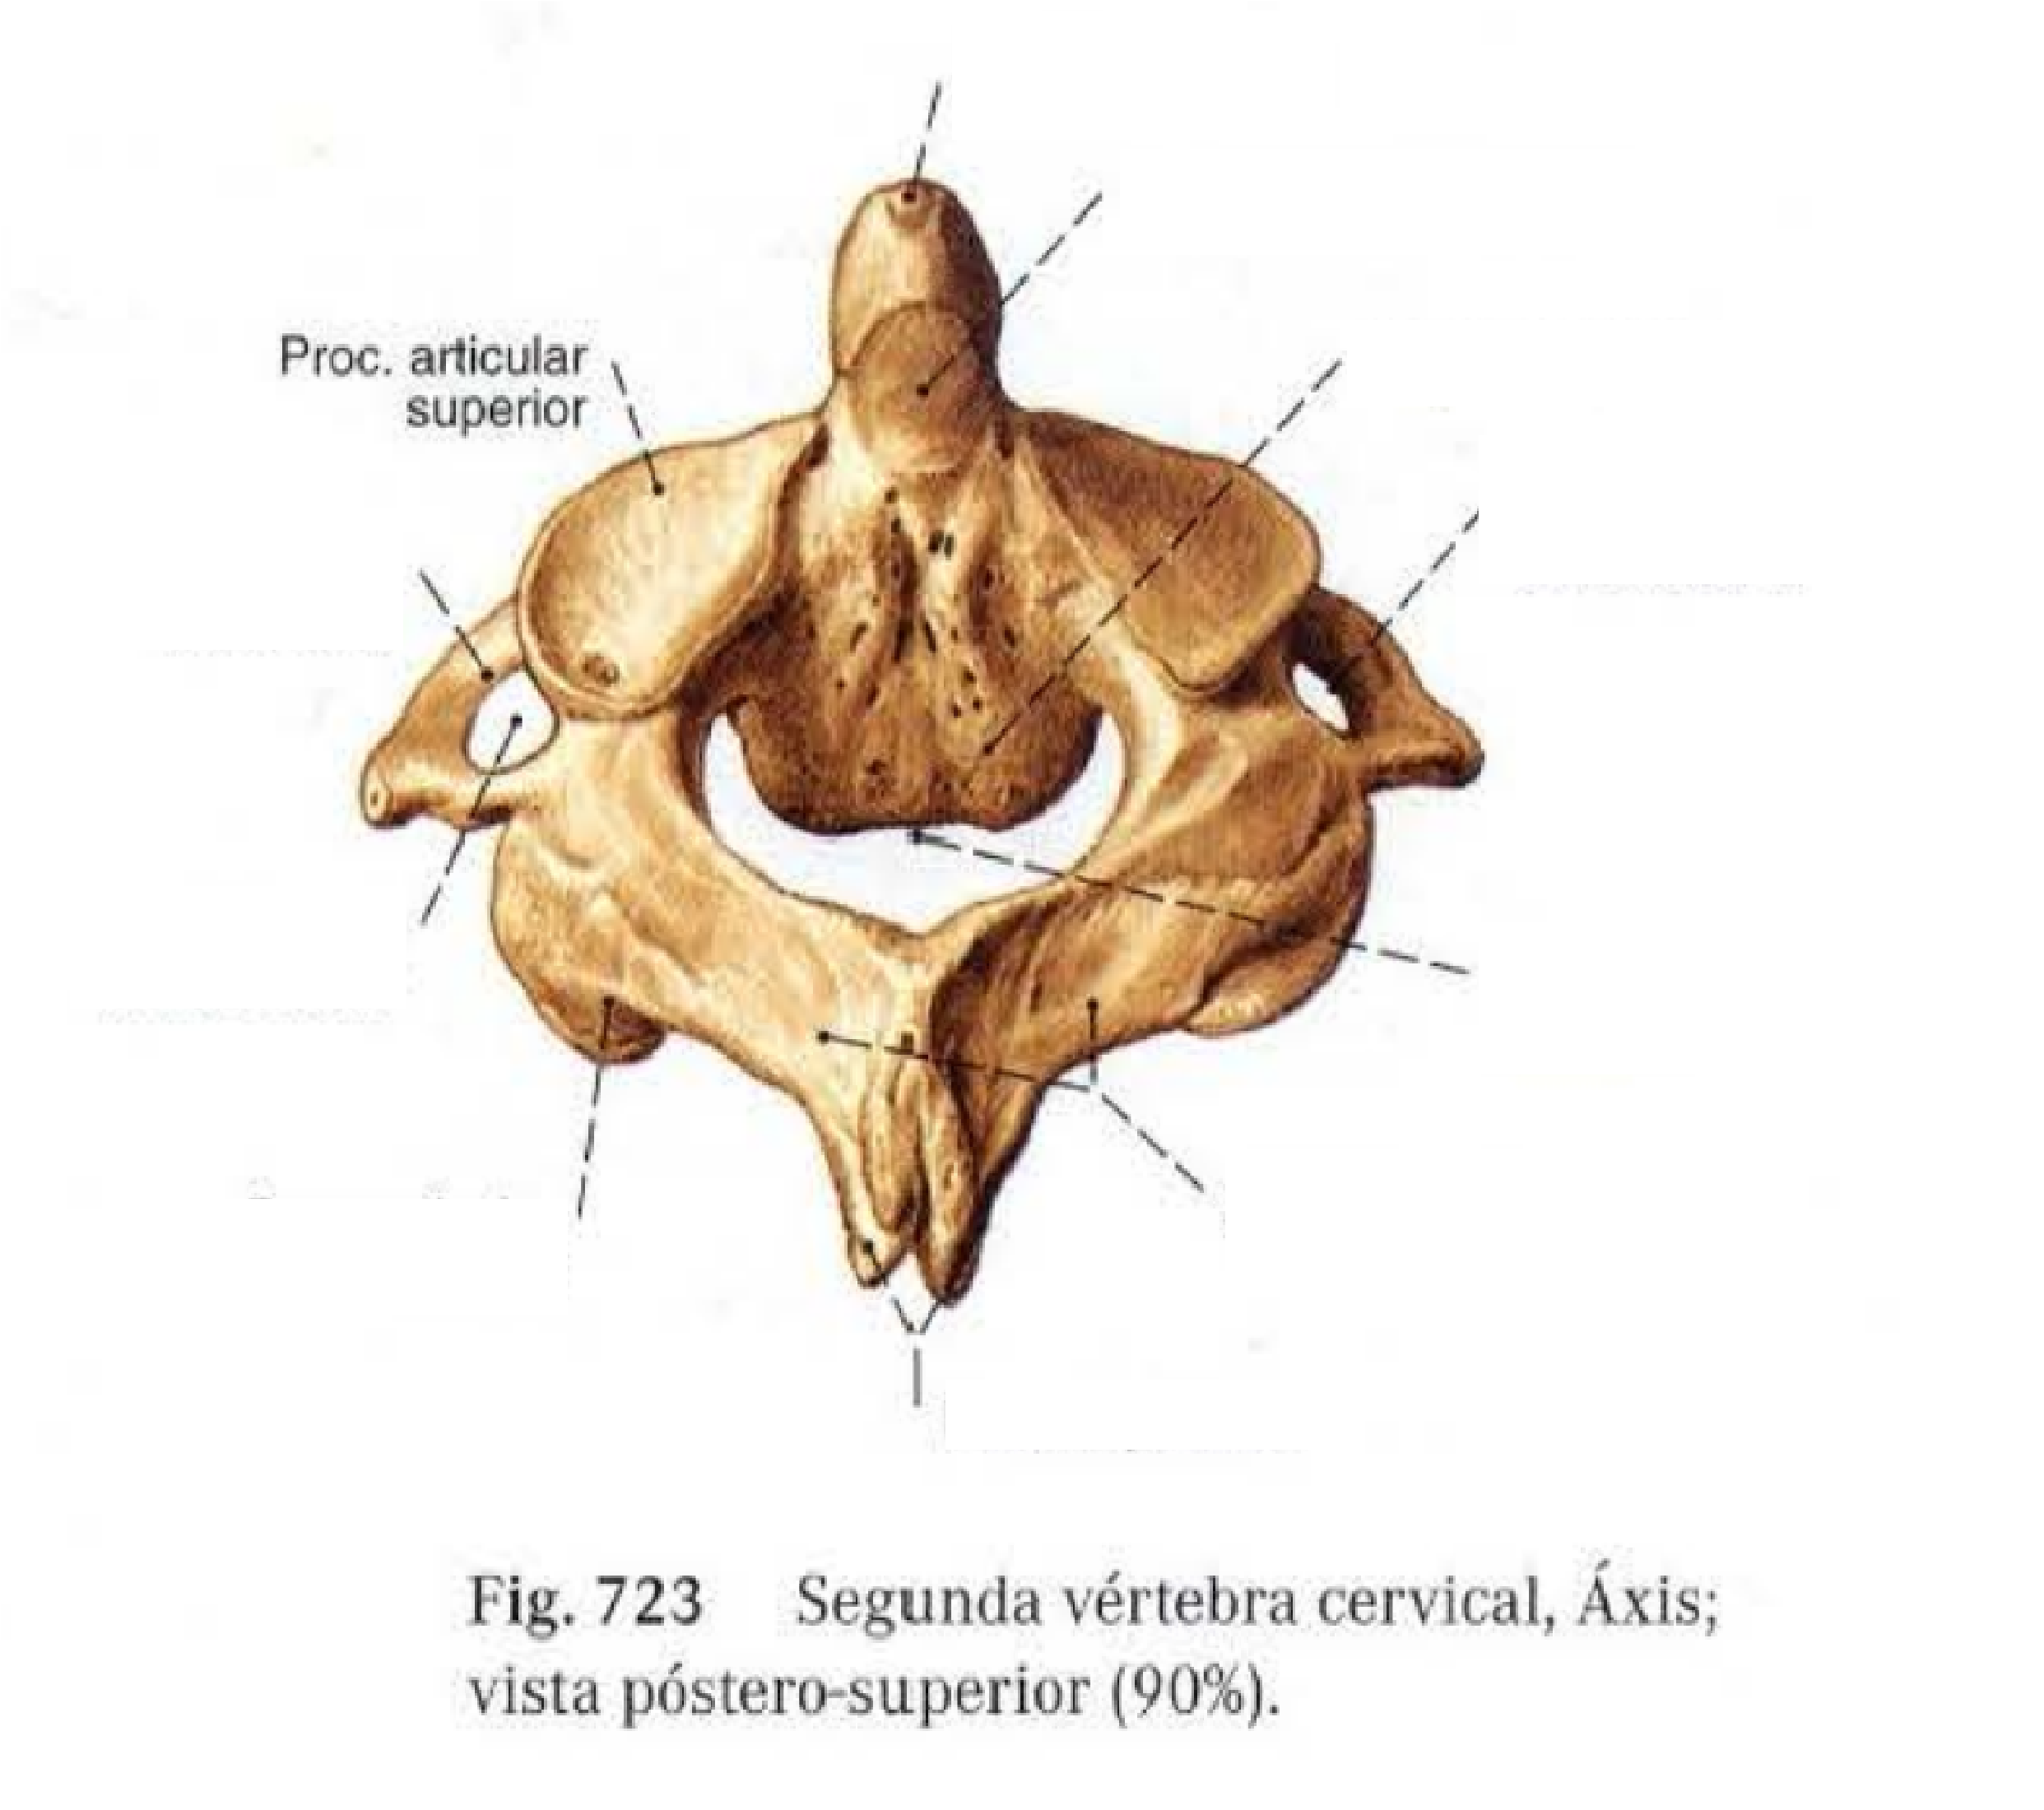 Proc. articular
superior
Fig. 723 Segunda vértebra cervical, Áxis;
vista póstero-superior (90%).